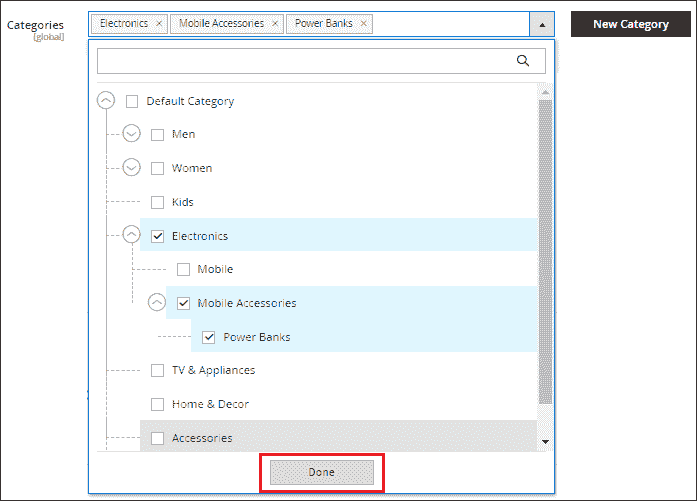 Categories
[global]
Electronics × Mobile Accessories × Power Banks ×
New Category
Default Category
Men
Women
Kids
Electronics
Mobile
Mobile Accessories
Power Banks
TV & Appliances
Home & Decor
Accessories
Done